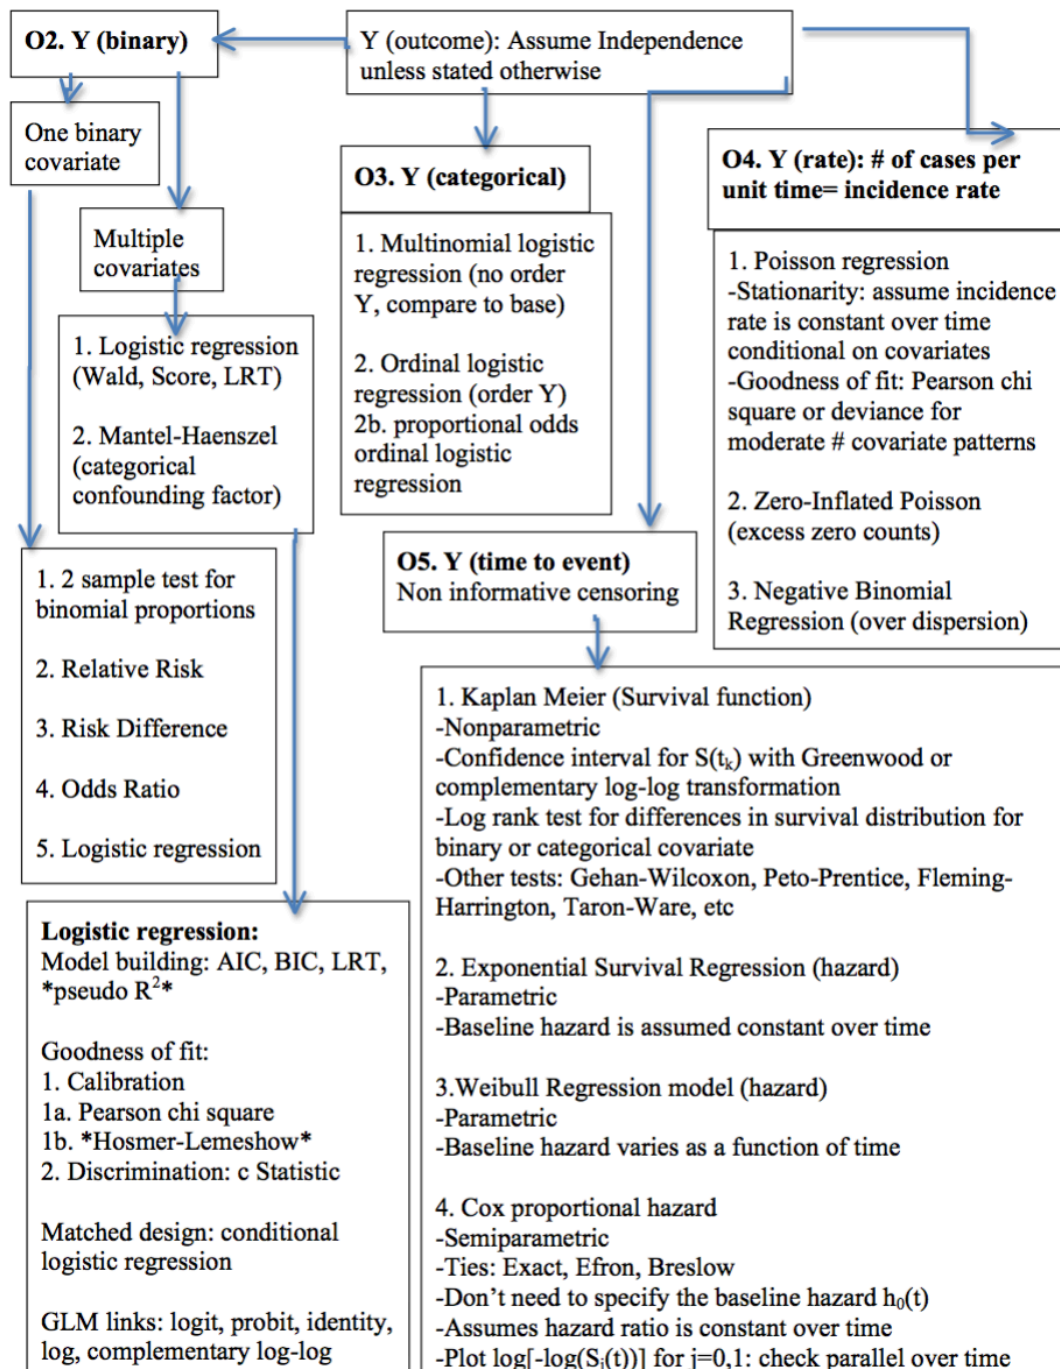 O2. Y (binary)
Y (outcome): Assume Independence
unless stated otherwise
One binary
covariate
Multiple
covariates
1. Logistic regression
(Wald, Score, LRT)
2. Mantel-Haenszel
(categorical
confounding factor)
1. 2 sample test for
binomial proportions
2. Relative Risk
3. Risk Difference
4. Odds Ratio
5. Logistic regression
Logistic regression:
Model building: AIC, BIC, LRT,
*pseudo R²*
Goodness of fit:
1. Calibration
1a. Pearson chi square
1b. *Hosmer-Lemeshow*
2. Discrimination: c Statistic
Matched design: conditional
logistic regression
GLM links: logit, probit, identity,
log, complementary log-log
O3. Y (categorical)
1. Multinomial logistic
regression (no order
Y, compare to base)
2. Ordinal logistic
regression (order Y)
2b. proportional odds
ordinal logistic
regression
O4. Y (rate): # of cases per
unit time= incidence rate
1. Poisson regression
-Stationarity: assume incidence
rate is constant over time
conditional on covariates
-Goodness of fit: Pearson chi
square or deviance for
moderate # covariate patterns
2. Zero-Inflated Poisson
(excess zero counts)
3. Negative Binomial
Regression (over dispersion)
O5. Y (time to event)
Non informative censoring
1. Kaplan Meier (Survival function)
-Nonparametric
-Confidence interval for S(tₖ) with Greenwood or
complementary log-log transformation
-Log rank test for differences in survival distribution for
binary or categorical covariate
-Other tests: Gehan-Wilcoxon, Peto-Prentice, Fleming-
Harrington, Taron-Ware, etc
2. Exponential Survival Regression (hazard)
-Parametric
-Baseline hazard is assumed constant over time
3.Weibull Regression model (hazard)
-Parametric
-Baseline hazard varies as a function of time
4. Cox proportional hazard
-Semiparametric
-Ties: Exact, Efron, Breslow
-Don't need to specify the baseline hazard h₀(t)
-Assumes hazard ratio is constant over time
-Plot log[-log(Sⱼ(t))] for j=0,1: check parallel over time